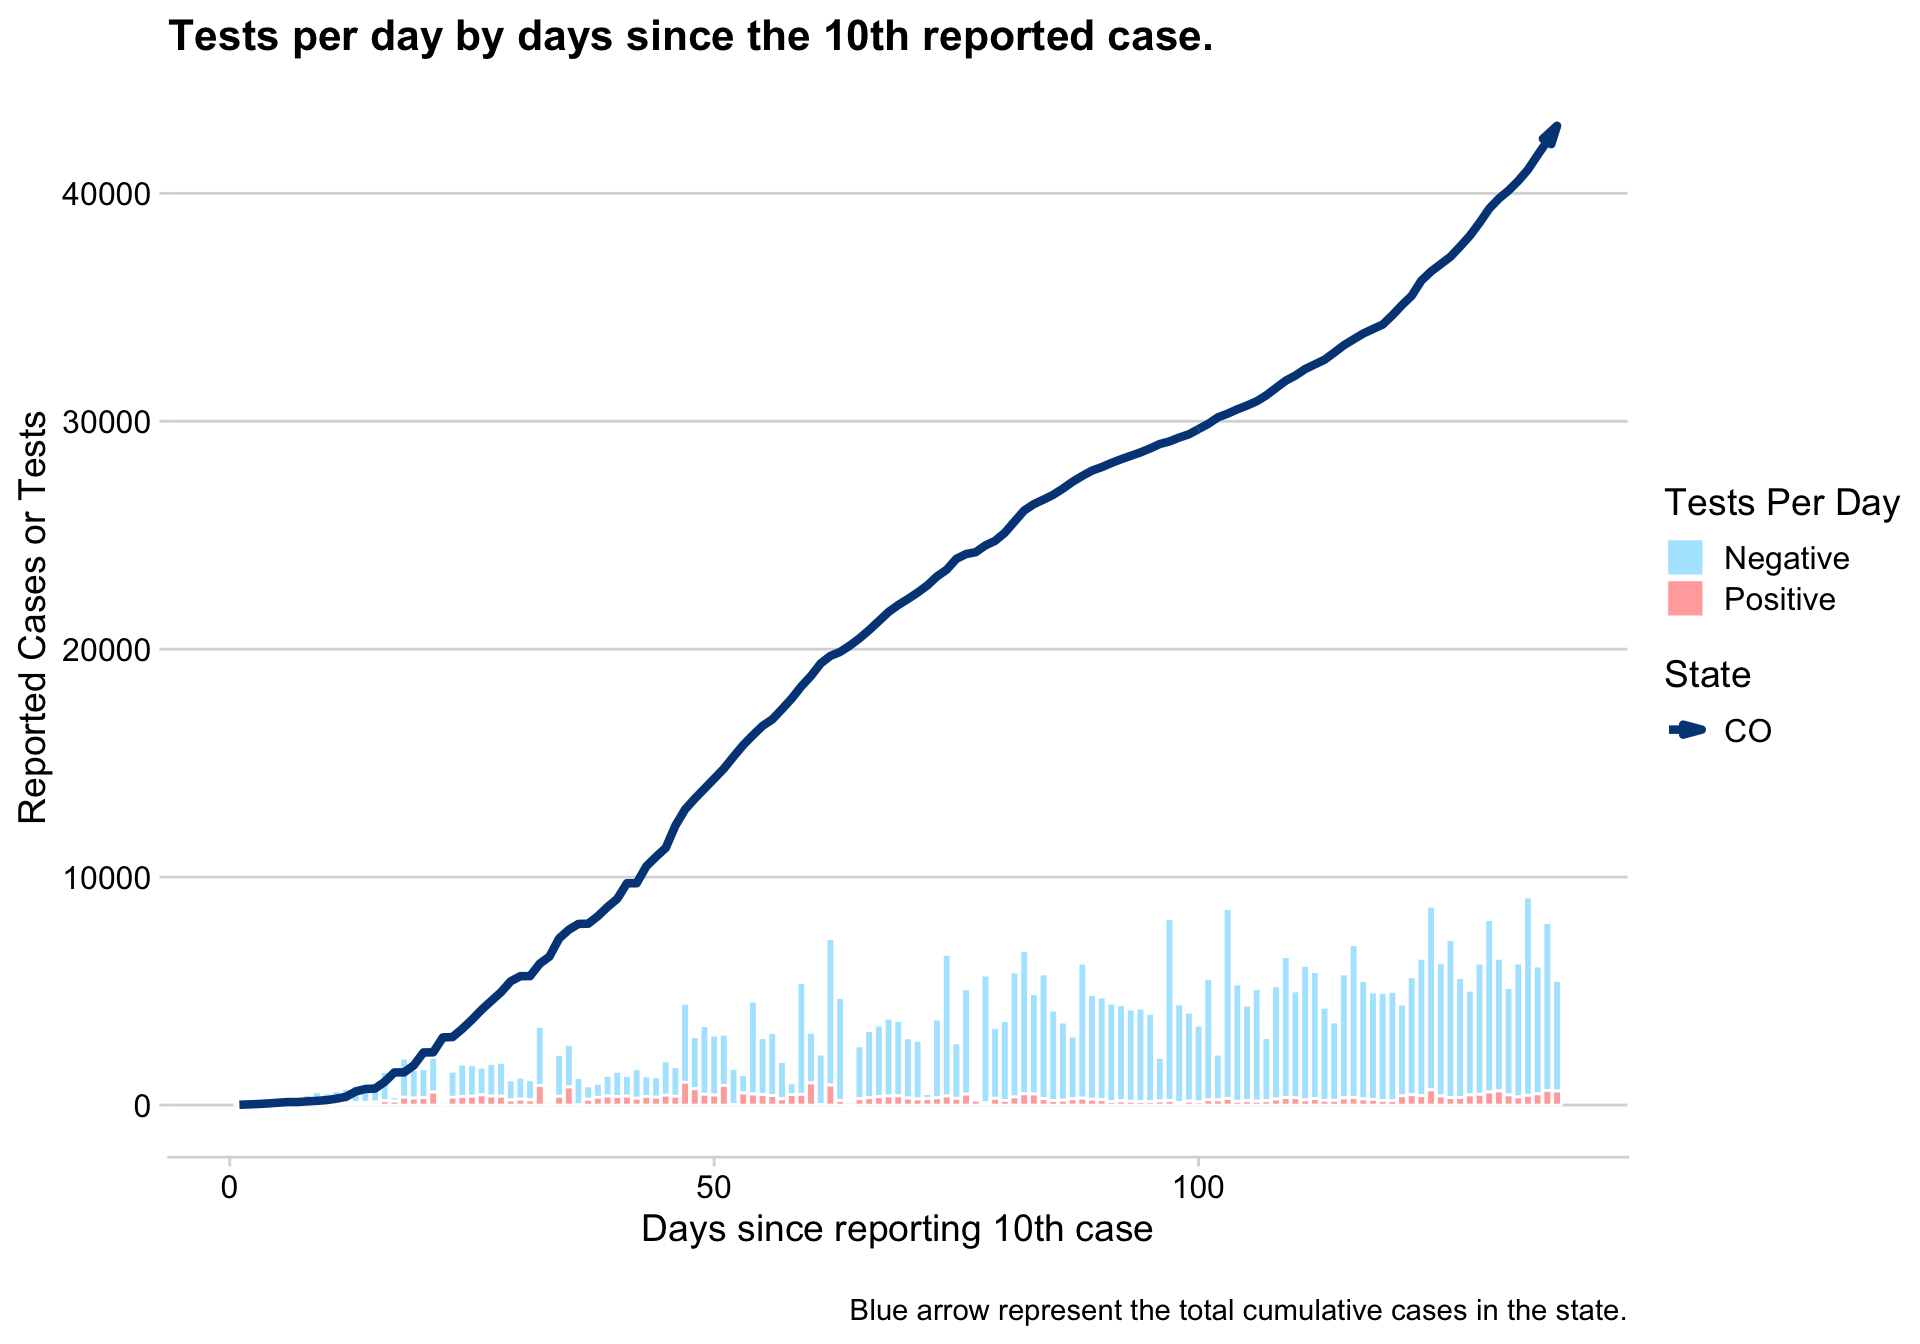 Tests per day by days since the 10th reported case.
40000
30000
20000
10000
0
Reported Cases or Tests
0 50 100
Days since reporting 10th case
Tests Per Day
Negative
Positive
State
CO
Blue arrow represent the total cumulative cases in the state.